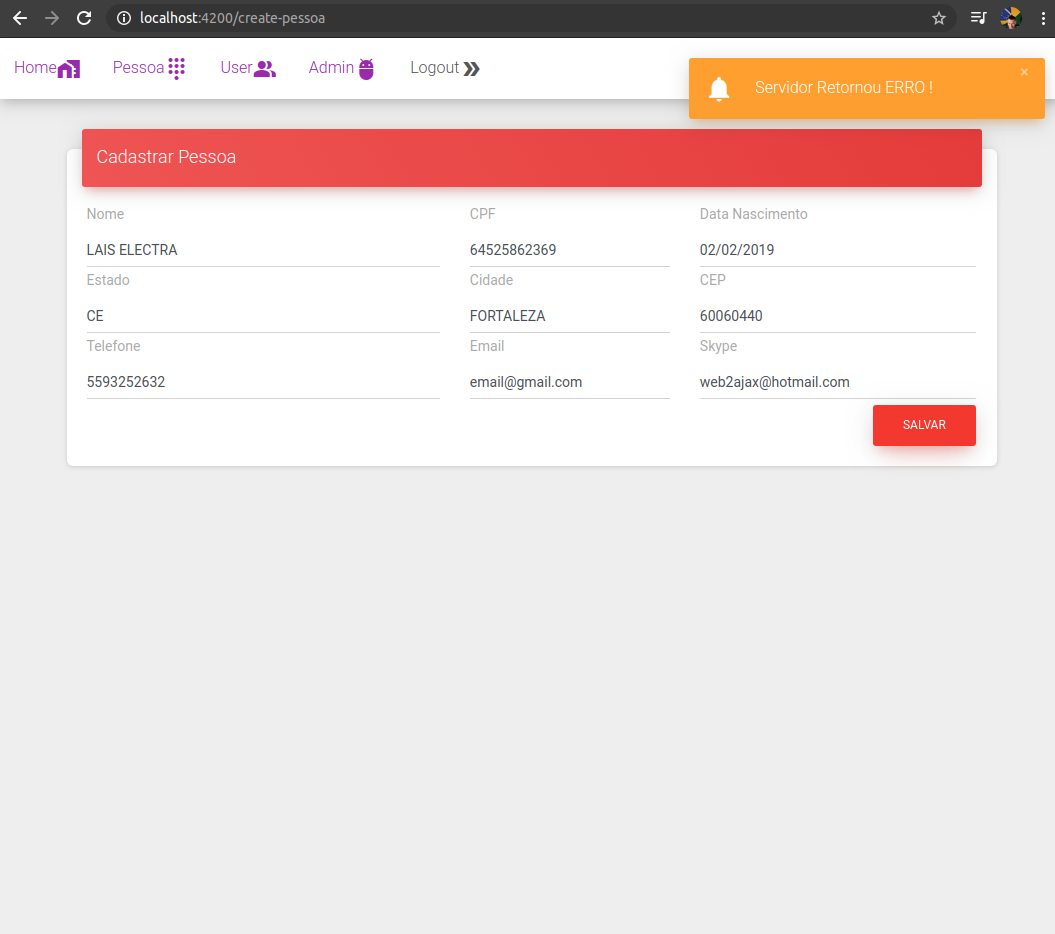 localhost:4200/create-pessoa
Home Pessoa User Admin Logout
Servidor Retornou ERRO !
×
Cadastrar Pessoa
Nome CPF Data Nascimento
LAIS ELECTRA 64525862369 02/02/2019
Estado Cidade CEP
CE FORTALEZA 60060440
Telefone Email Skype
5593252632 email@gmail.com web2ajax@hotmail.com
SALVAR